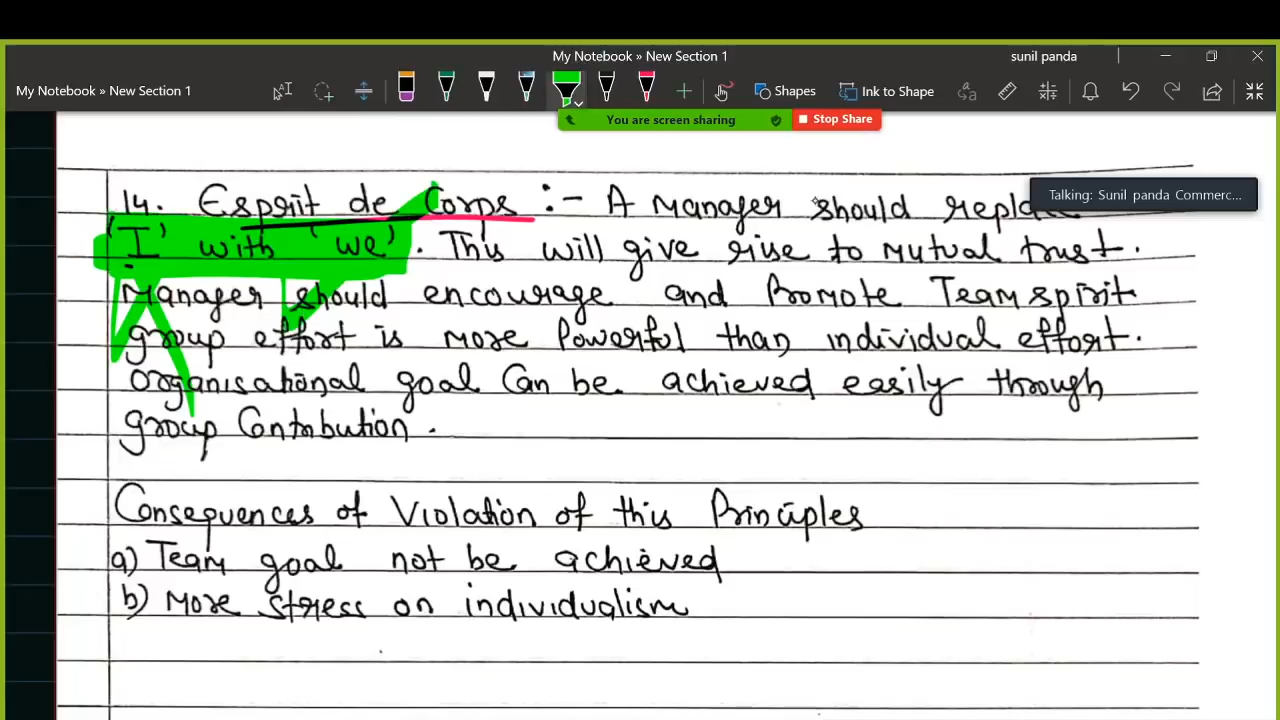 My Notebook » New Section 1
sunil panda
My Notebook » New Section 1
Shapes
Ink to Shape
You are screen sharing
Stop Share
Talking: Sunil panda Commerc...
14. Esprit de Corps :- A Manager should repla
'I' with 'we'. This will give rise to Mutual trust.
Manager should encourage and Promote Team spirit
group effort is more Powerful than individual effort.
Organisational goal Can be achieved easily through
group Contribution.
Consequences of Violation of this Principles
a) Team goal not be achieved
b) More stress on individualism